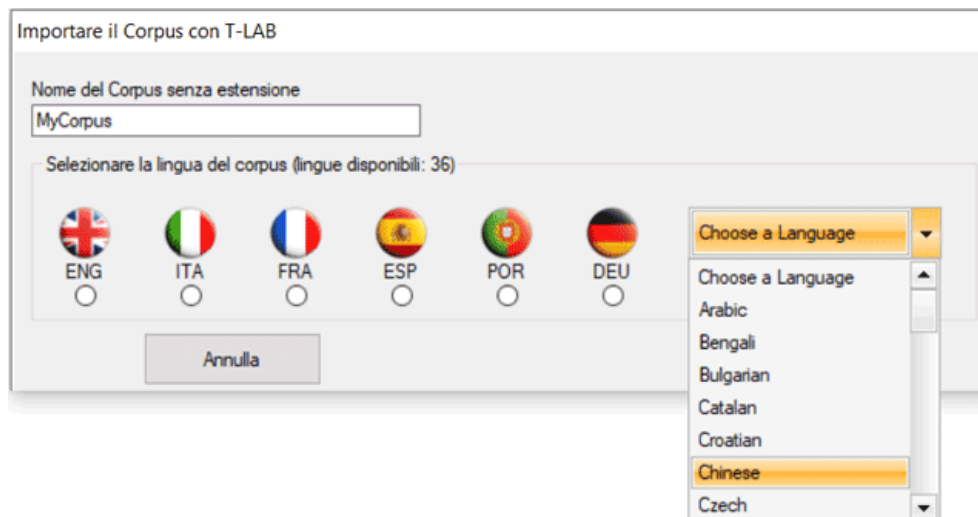 Importare il Corpus con T-LAB
Nome del Corpus senza estensione
MyCorpus
Selezionare la lingua del corpus (lingue disponibili: 36)
ENG ITA FRA ESP POR DEU
Choose a Language
Choose a Language
Arabic
Bengali
Bulgarian
Catalan
Croatian
Chinese
Czech
Annulla